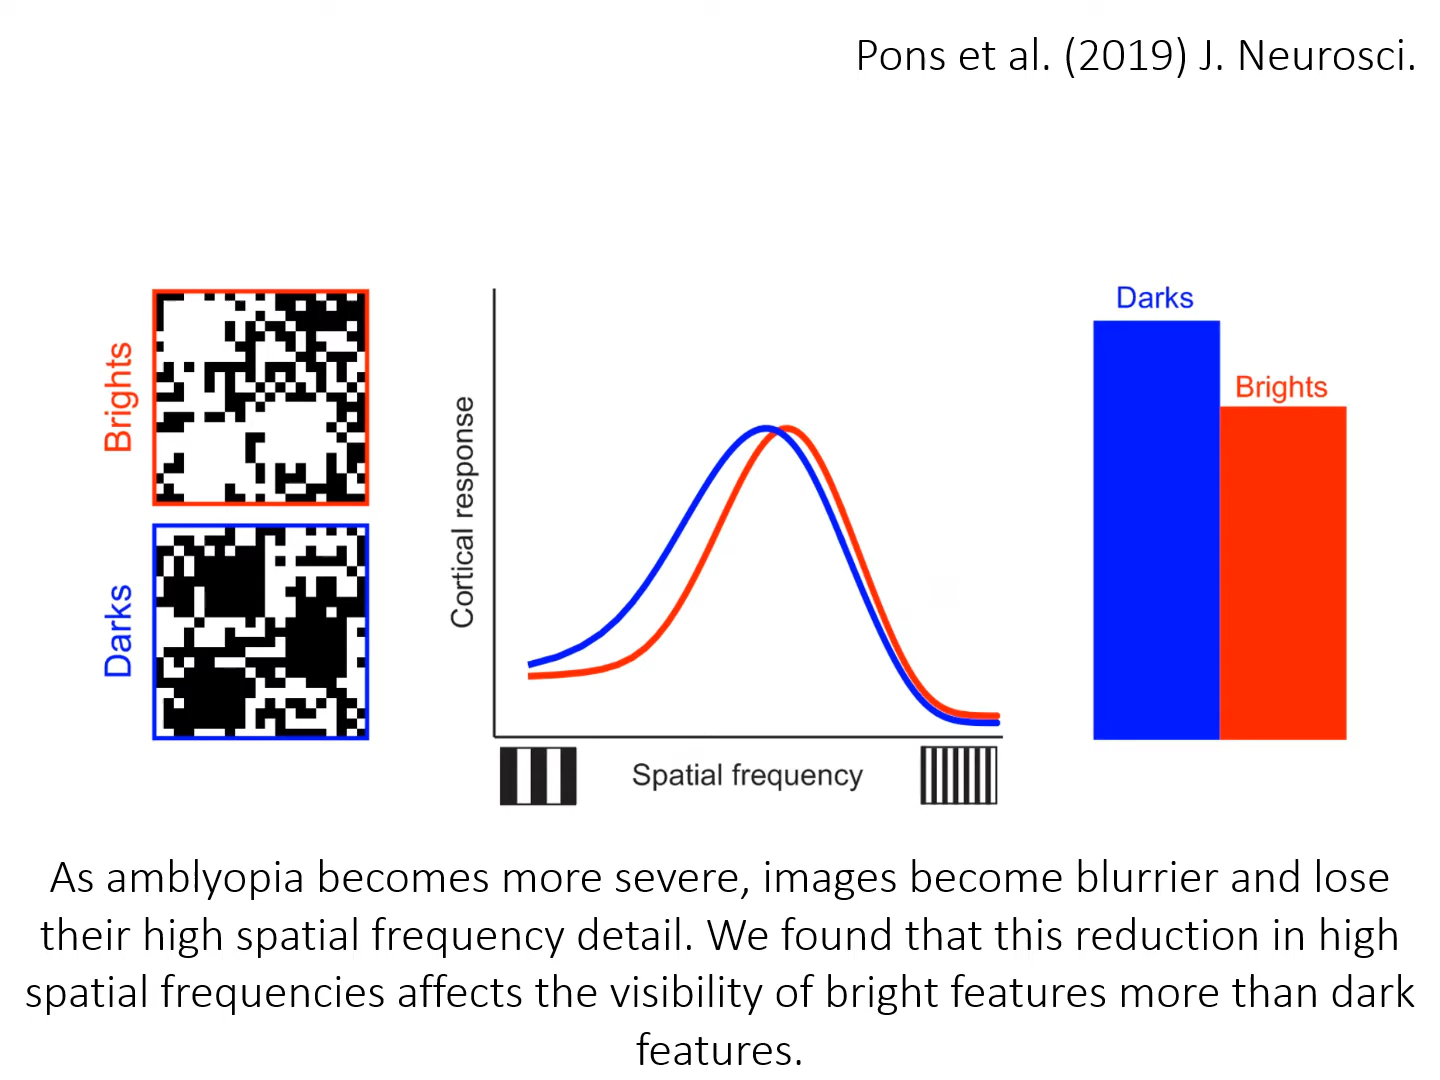 Pons et al. (2019) J. Neurosci.
Brights
Darks
Cortical response
Spatial frequency
Darks
Brights
As amblyopia becomes more severe, images become blurrier and lose
their high spatial frequency detail. We found that this reduction in high
spatial frequencies affects the visibility of bright features more than dark
features.